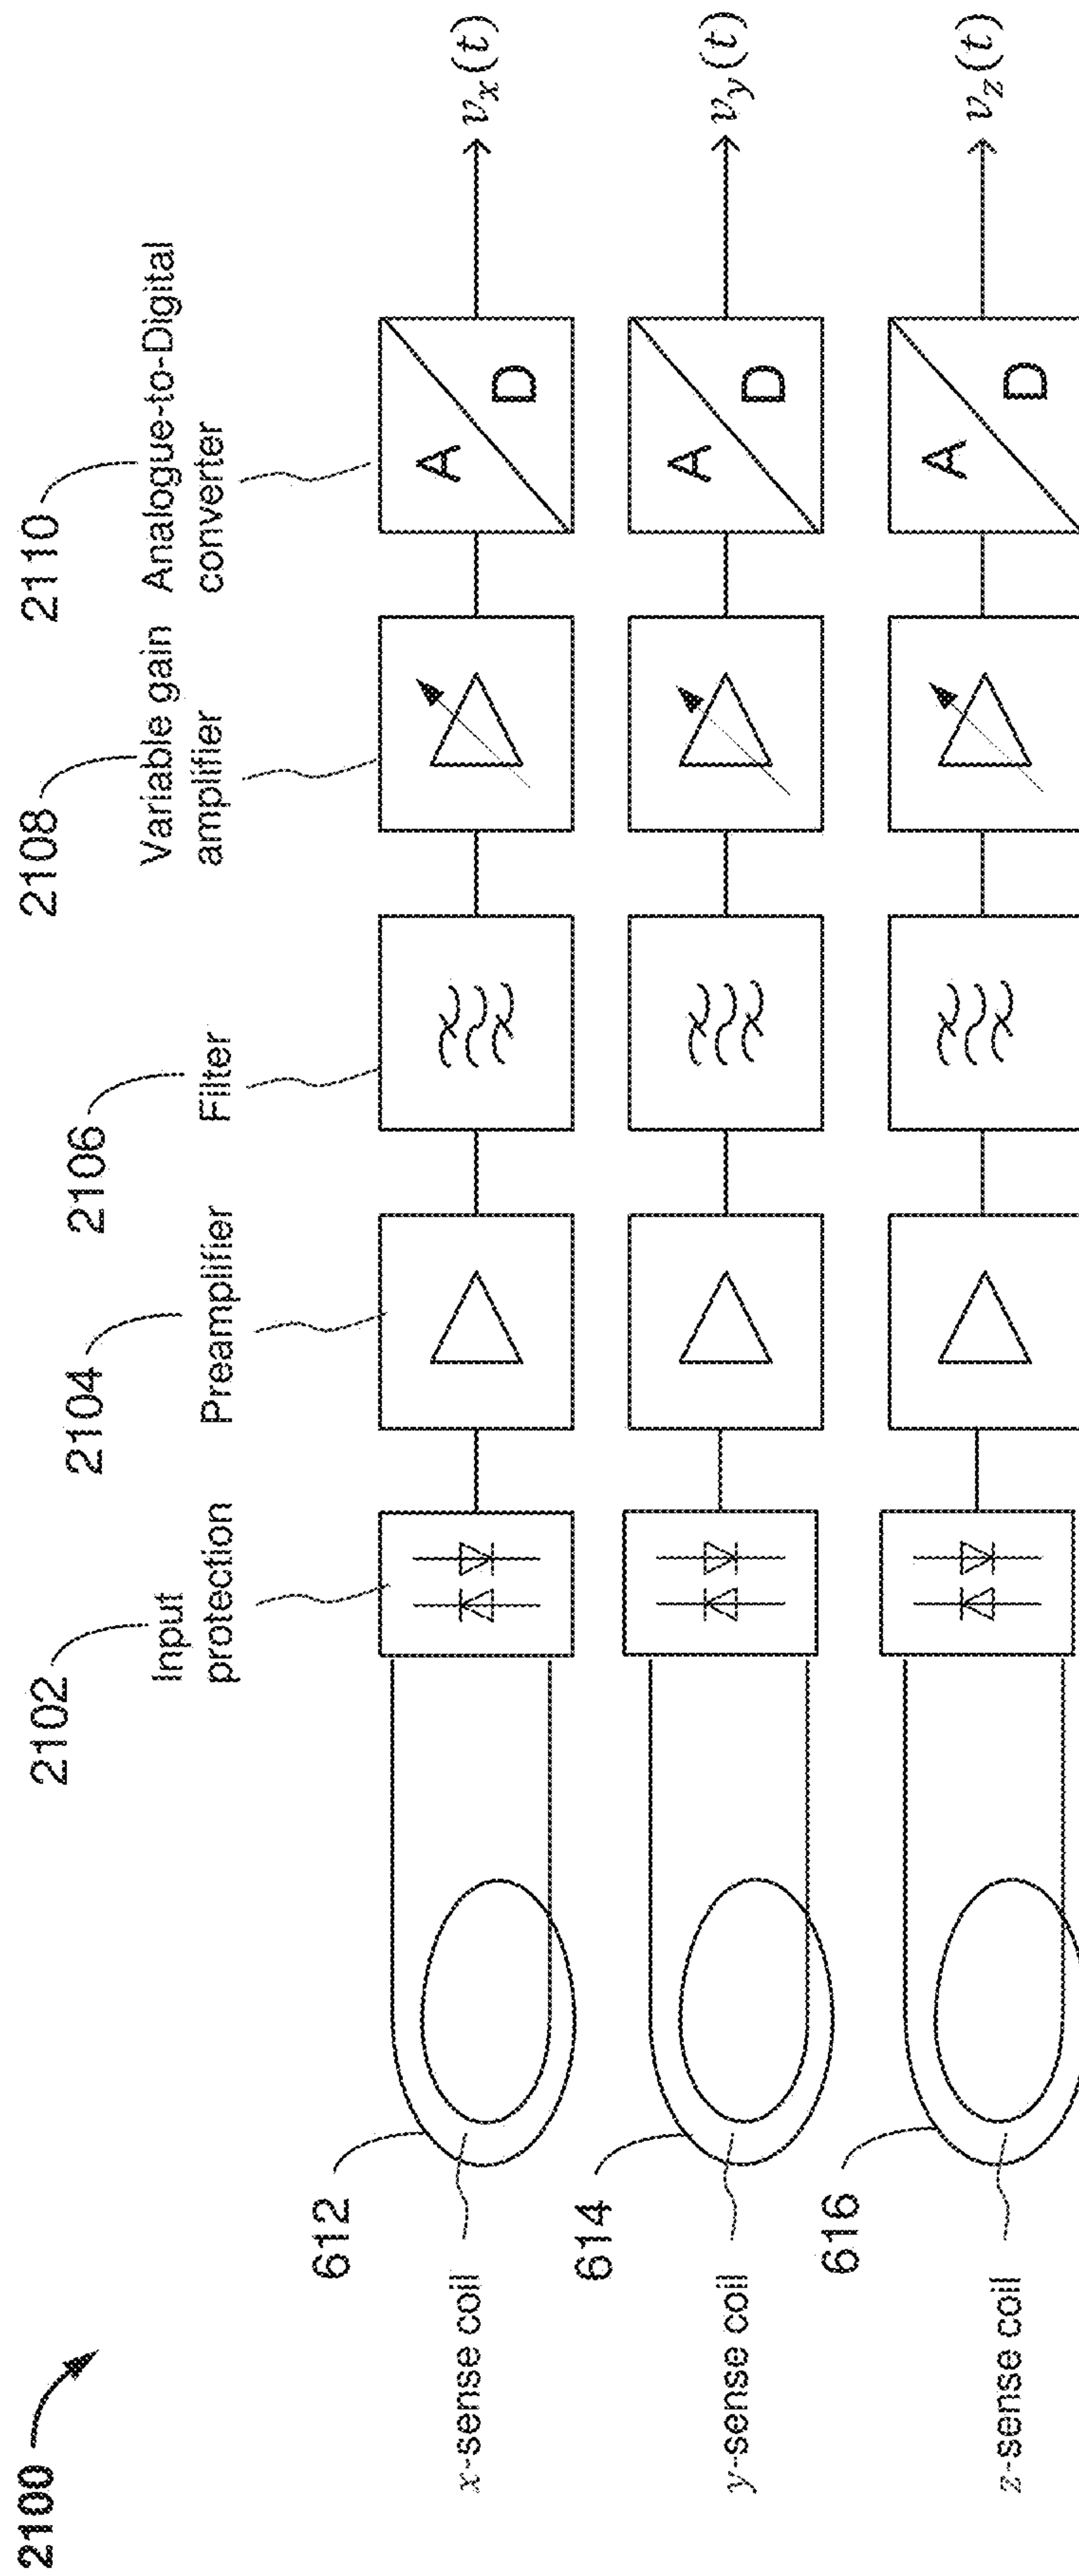 2100
2102
Input
protection
2104
Preamplifier
2106
Filter
2108
Variable gain
amplifier
2110
Analogue-to-Digital
converter
612
x-sense coil
A
D
v_x(t)
614
y-sense coil
A
D
v_y(t)
616
z-sense coil
A
D
v_z(t)